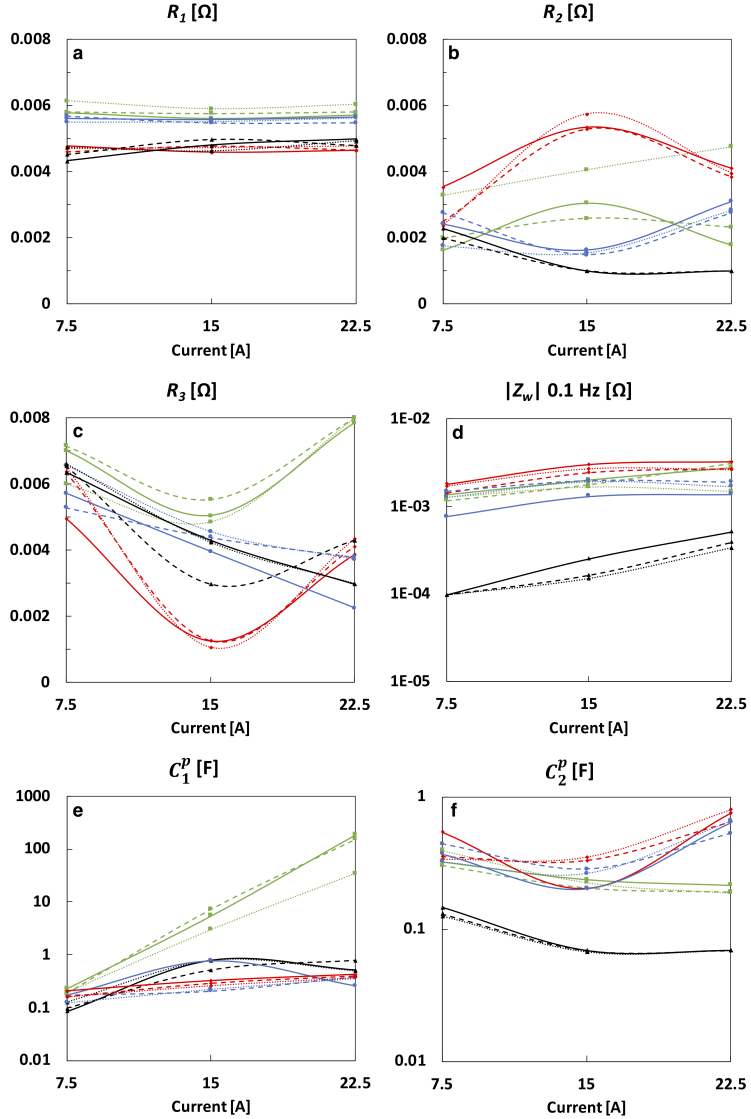 R₁ [Ω]
a
0.008
0.006
0.004
0.002
0
7.5 15 22.5
Current [A]
R₂ [Ω]
b
0.008
0.006
0.004
0.002
0
7.5 15 22.5
Current [A]
R₃ [Ω]
c
0.008
0.006
0.004
0.002
0
7.5 15 22.5
Current [A]
|Z_w| 0.1 Hz [Ω]
d
1E-02
1E-03
1E-04
1E-05
7.5 15 22.5
Current [A]
C₁ᵖ [F]
e
1000
100
10
1
0.1
0.01
7.5 15 22.5
Current [A]
C₂ᵖ [F]
f
1
0.1
0.01
7.5 15 22.5
Current [A]